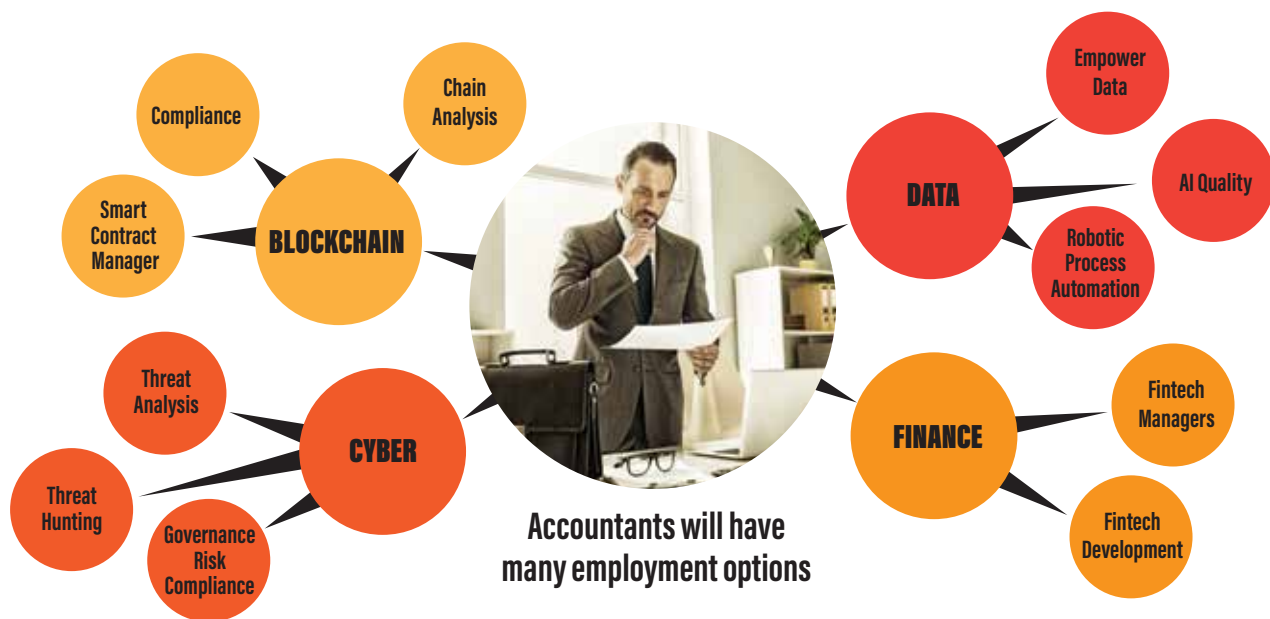 Compliance
Chain
Analysis
Smart
Contract
Manager
BLOCKCHAIN
Empower
Data
AI Quality
DATA
Robotic
Process
Automation
Threat
Analysis
CYBER
Threat
Hunting
Governance
Risk
Compliance
Fintech
Managers
FINANCE
Fintech
Development
Accountants will have
many employment options